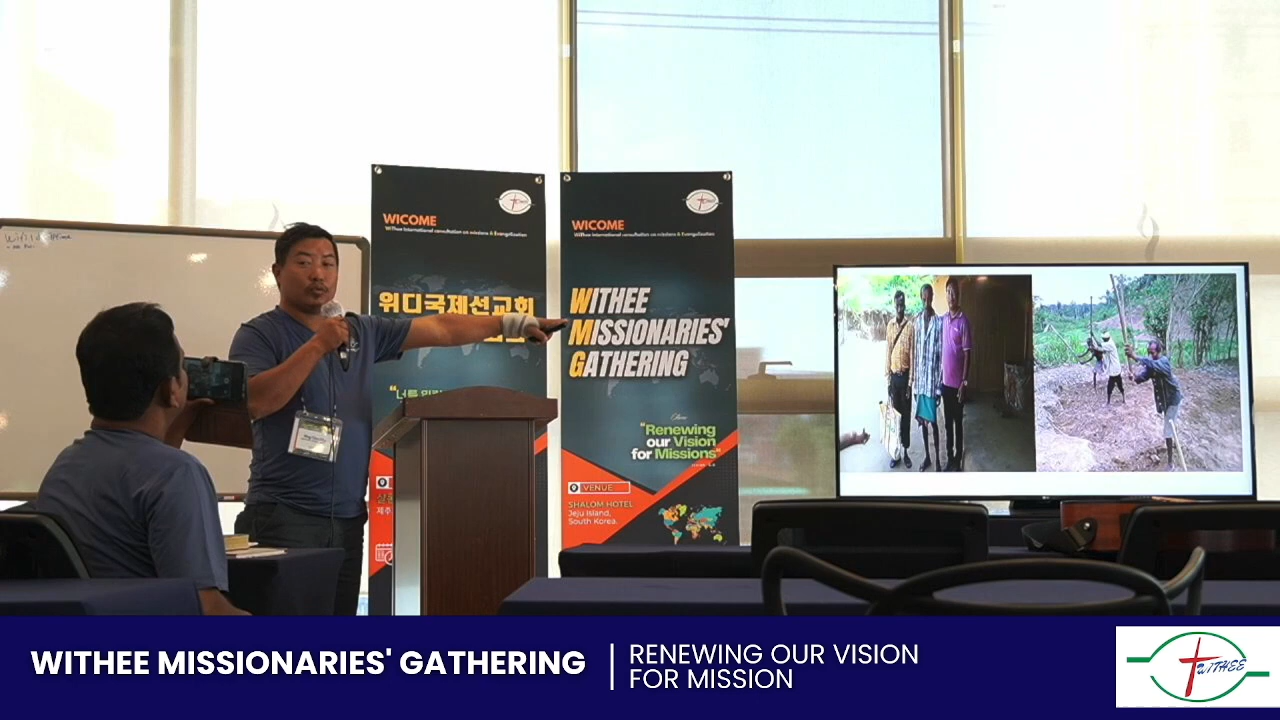 WICOME
WiThee International consultation on missions & Evangelization
위디국제선교회
WICOME
WiThee International consultation on missions & Evangelization
WITHEE
MISSIONARIES'
GATHERING
"Renewing
our Vision
for Missions"
VENUE
SHALOM HOTEL
Jeju Island,
South Korea.
WITHEE MISSIONARIES' GATHERING
RENEWING OUR VISION
FOR MISSION
WiTHEE